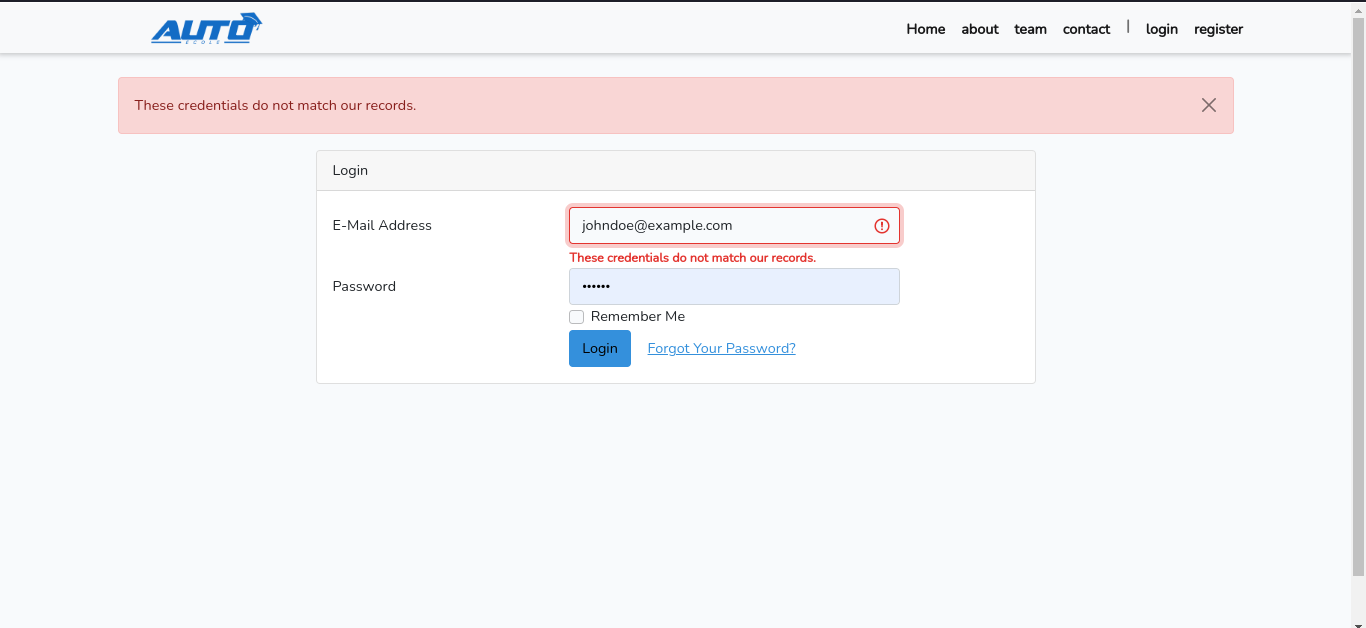 AUTO
ECOLE
Home about team contact | login register
These credentials do not match our records.
Login
E-Mail Address johndoe@example.com
These credentials do not match our records.
Password ••••••
Remember Me
Login Forgot Your Password?